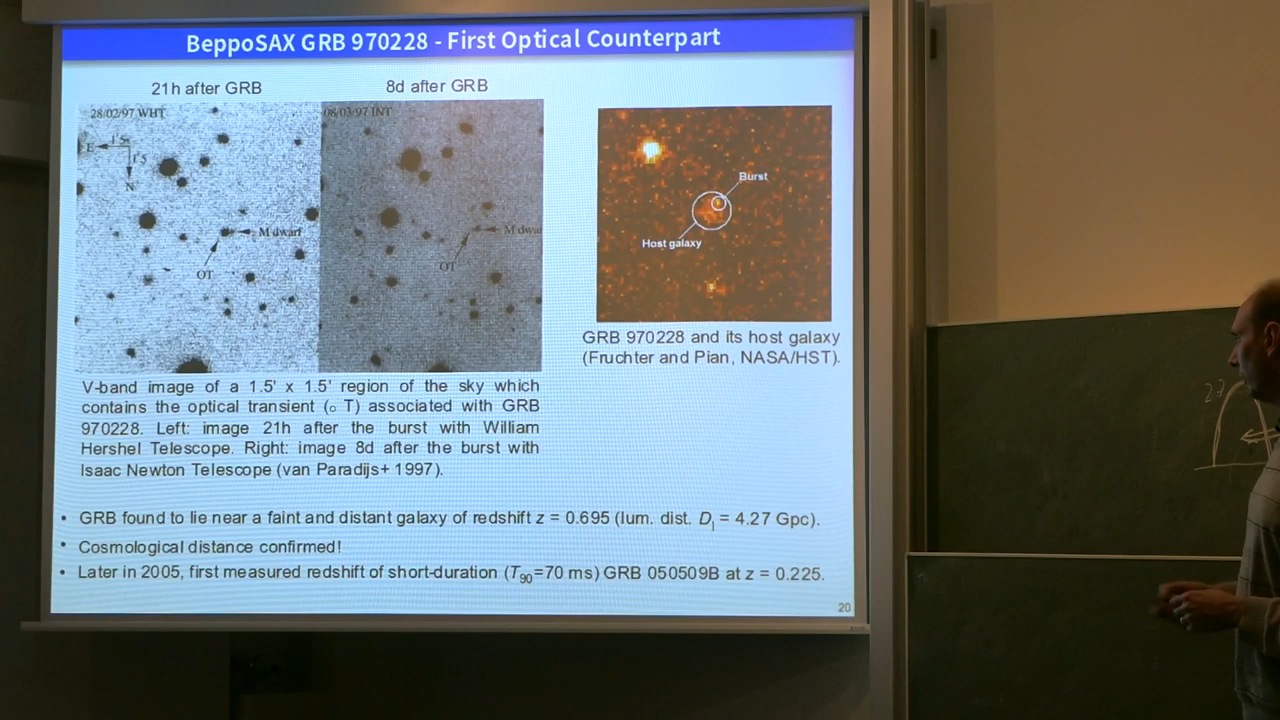 BeppoSAX GRB 970228 - First Optical Counterpart
21h after GRB
8d after GRB
28/02/97 WHT
1'5
E
1'5
N
M dwarf
OT
08/03/97 INT
M dwa
OT
Burst
Host galaxy
GRB 970228 and its host galaxy
(Fruchter and Pian, NASA/HST).
V-band image of a 1.5' x 1.5' region of the sky which
contains the optical transient (o T) associated with GRB
970228. Left: image 21h after the burst with William
Hershel Telescope. Right: image 8d after the burst with
Isaac Newton Telescope (van Paradijs+ 1997).
• GRB found to lie near a faint and distant galaxy of redshift z = 0.695 (lum. dist. Dl = 4.27 Gpc).
• Cosmological distance confirmed!
• Later in 2005, first measured redshift of short-duration (T90=70 ms) GRB 050509B at z = 0.225.
20